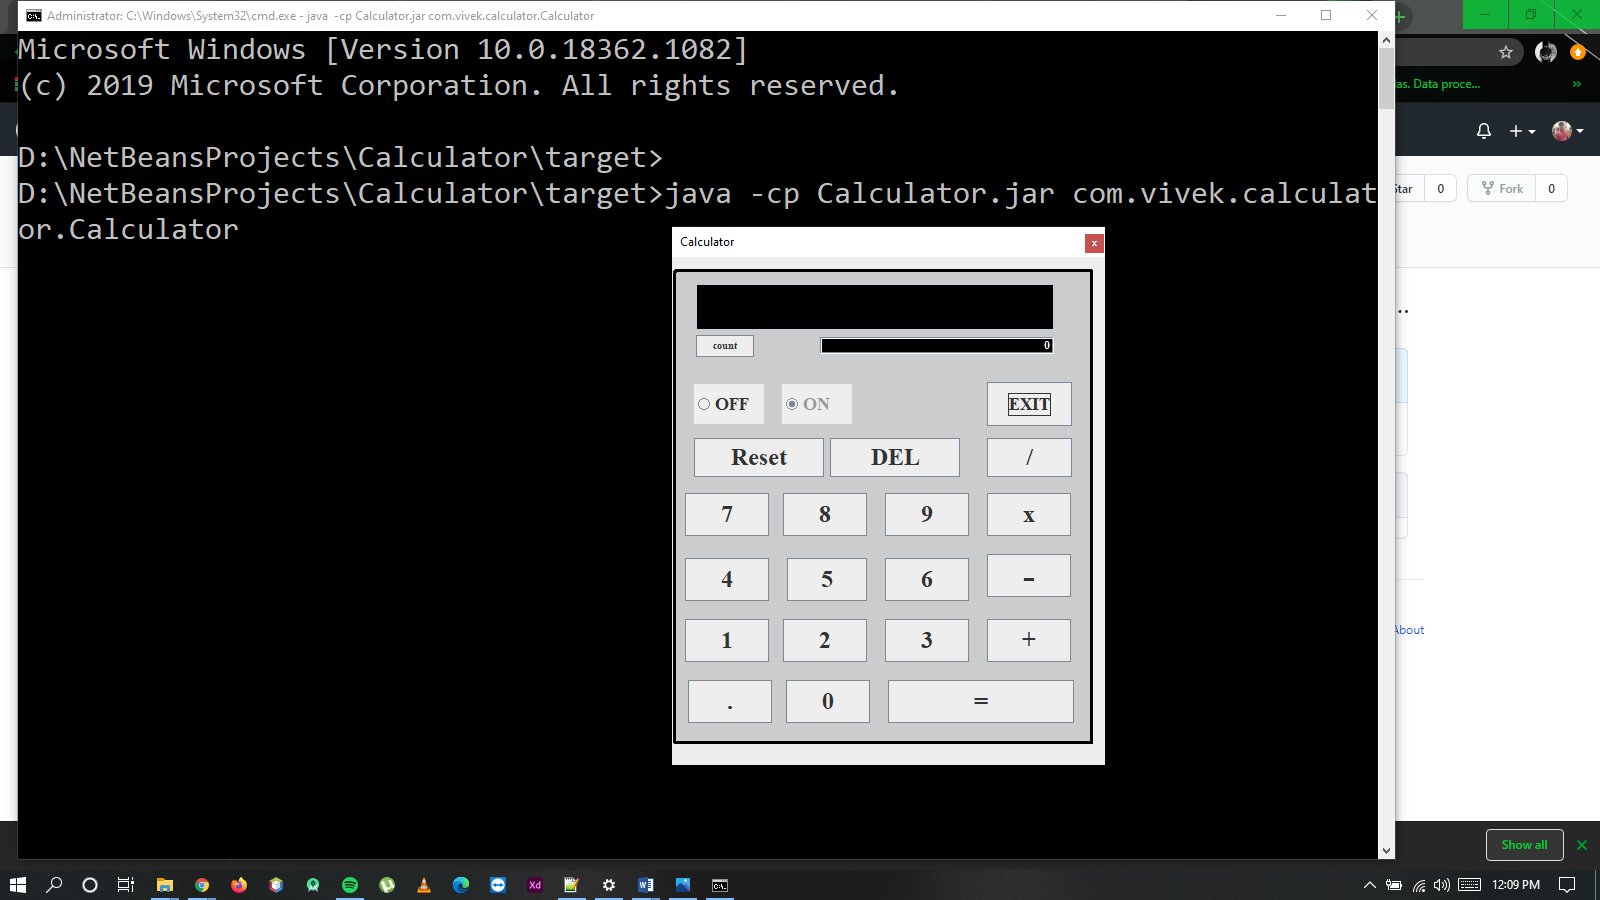 Administrator: C:\Windows\System32\cmd.exe - java  -cp Calculator.jar com.vivek.calculator.Calculator
Microsoft Windows [Version 10.0.18362.1082]
(c) 2019 Microsoft Corporation. All rights reserved.
D:\NetBeansProjects\Calculator\target>
D:\NetBeansProjects\Calculator\target>java -cp Calculator.jar com.vivek.calculat
or.Calculator
as. Data proce...
Star 0 Fork 0
About
Calculator
count 0
OFF ON EXIT
Reset DEL /
7 8 9 x
4 5 6 -
1 2 3 +
. 0 =
Show all
Xd
12:09 PM